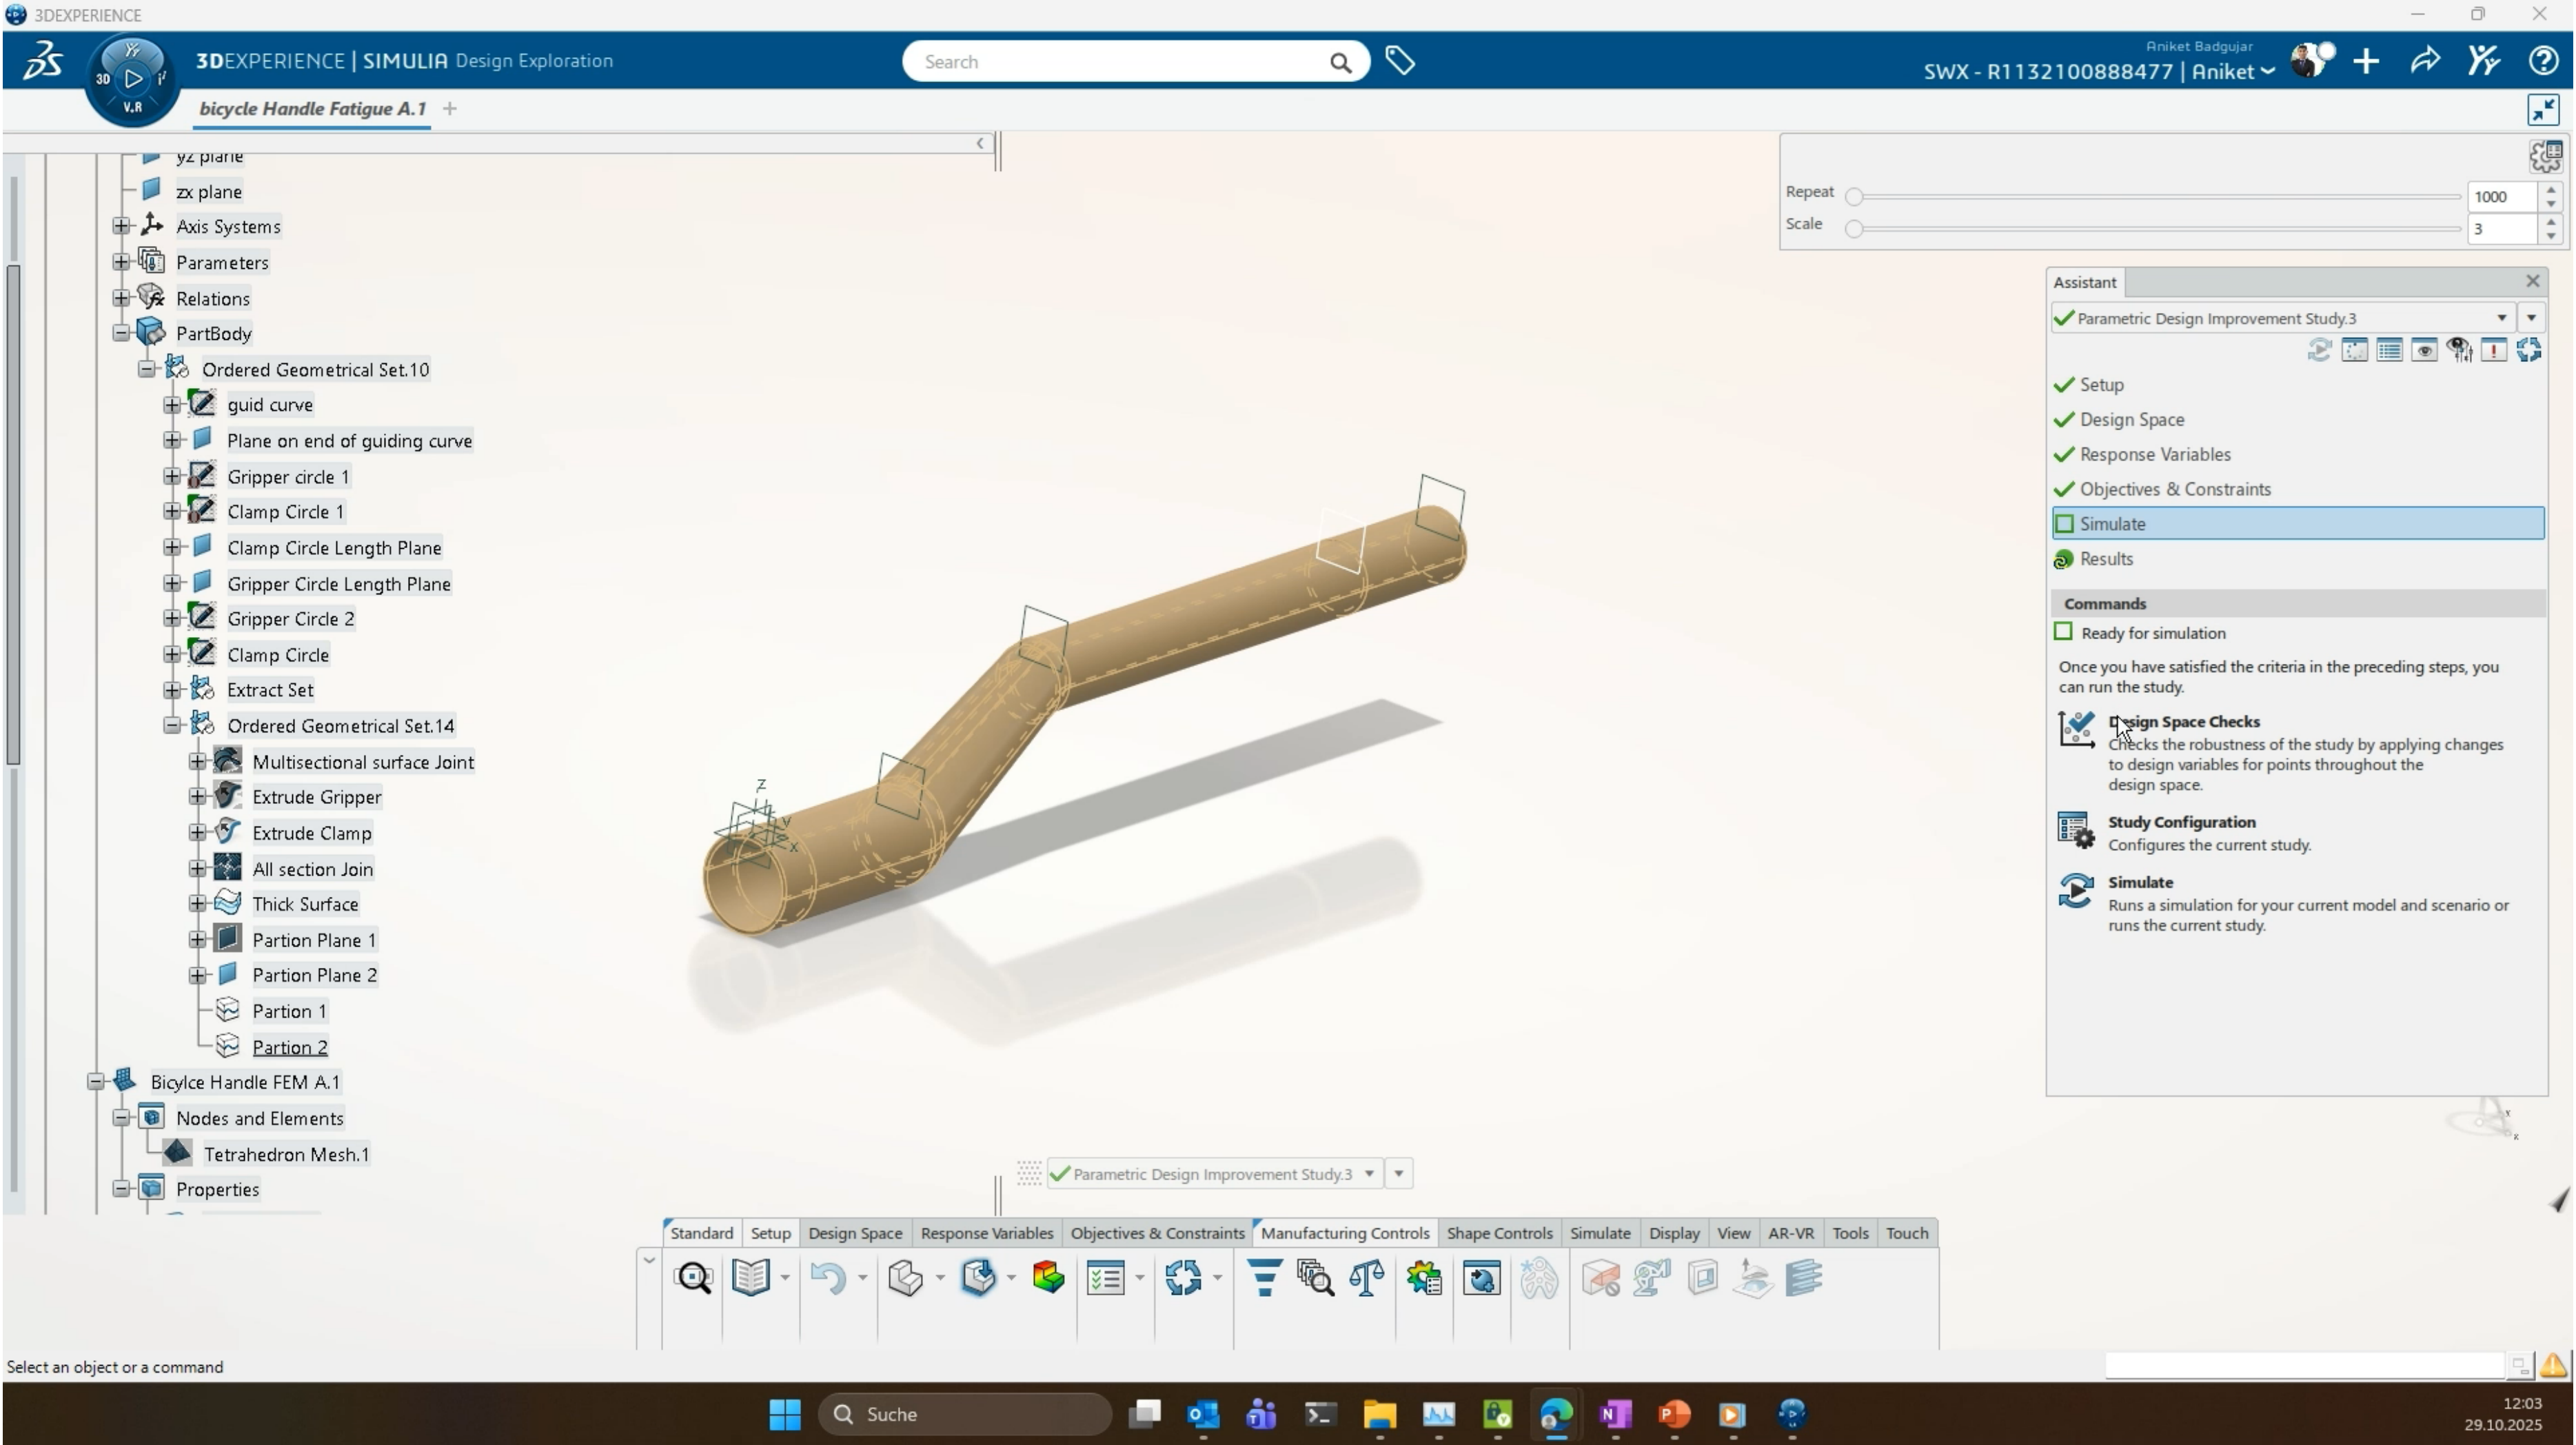 3DEXPERIENCE
3DEXPERIENCE | SIMULIA Design Exploration
Search
Aniket Badgujar
SWX - R1132100888477 | Aniket
3D
V.R
bicycle Handle Fatigue A.1
yz plane
zx plane
Axis Systems
Parameters
Relations
PartBody
Ordered Geometrical Set.10
guid curve
Plane on end of guiding curve
Gripper circle 1
Clamp Circle 1
Clamp Circle Length Plane
Gripper Circle Length Plane
Gripper Circle 2
Clamp Circle
Extract Set
Ordered Geometrical Set.14
Multisectional surface Joint
Extrude Gripper
Extrude Clamp
All section Join
Thick Surface
Partion Plane 1
Partion Plane 2
Partion 1
Partion 2
Bicylce Handle FEM A.1
Nodes and Elements
Tetrahedron Mesh.1
Properties
z
y
x
Repeat 1000
Scale 3
Assistant
Parametric Design Improvement Study.3
Setup
Design Space
Response Variables
Objectives & Constraints
Simulate
Results
Commands
Ready for simulation
Once you have satisfied the criteria in the preceding steps, you
can run the study.
Design Space Checks
Checks the robustness of the study by applying changes
to design variables for points throughout the
design space.
Study Configuration
Configures the current study.
Simulate
Runs a simulation for your current model and scenario or
runs the current study.
Parametric Design Improvement Study.3
Standard Setup Design Space Response Variables Objectives & Constraints Manufacturing Controls Shape Controls Simulate Display View AR-VR Tools Touch
Select an object or a command
Suche
12:03
29.10.2025